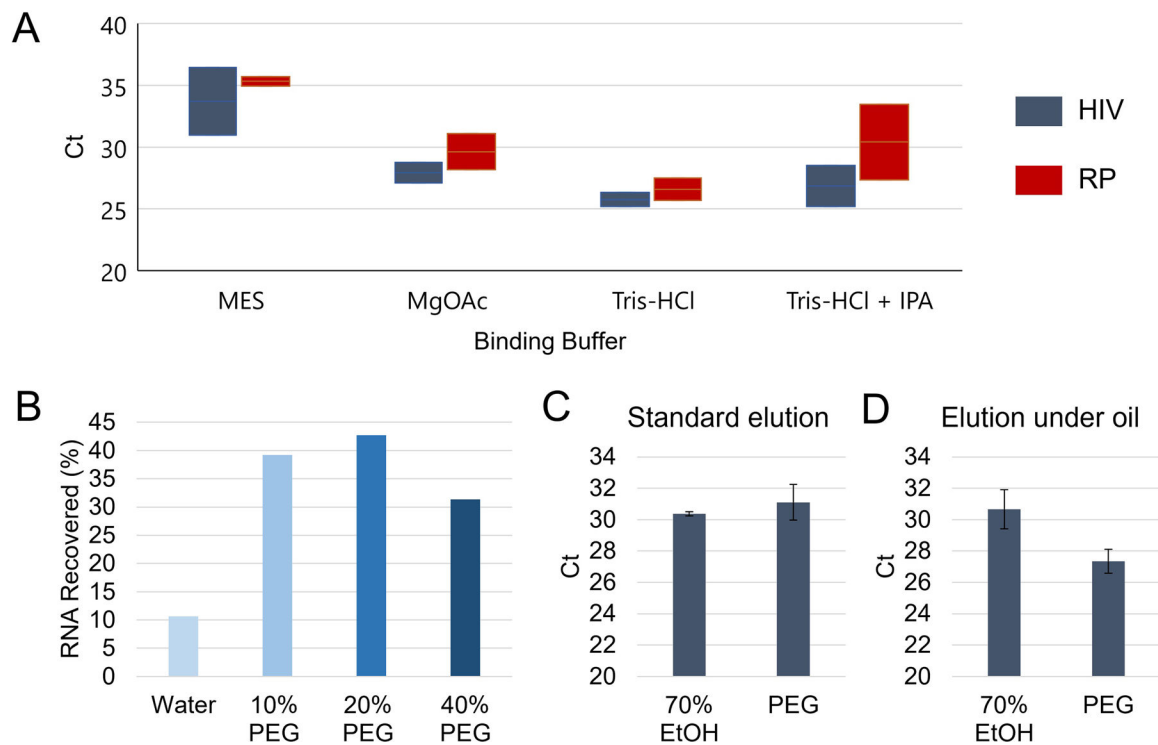 A
40
35
30
25
20
Ct
MES
MgOAc
Tris-HCl
Tris-HCl + IPA
Binding Buffer
HIV
RP
B
45
40
35
30
25
20
15
10
5
0
RNA Recovered (%)
Water
10%
PEG
20%
PEG
40%
PEG
C
Standard elution
34
32
30
28
26
24
22
20
Ct
70%
EtOH
PEG
D
Elution under oil
34
32
30
28
26
24
22
20
Ct
70%
EtOH
PEG